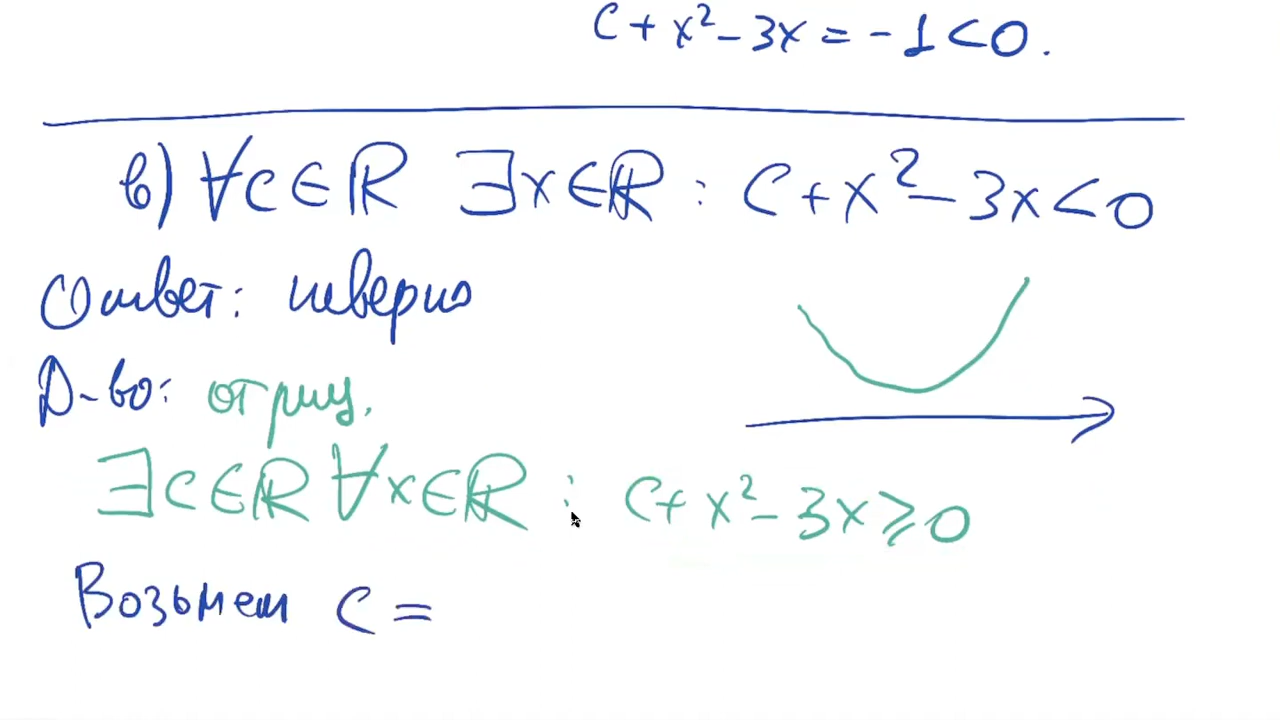 C + x² - 3x = -1 < 0.
в) ∀c∈ℝ ∃x∈ℝ : C + x² - 3x < 0
Ответ: неверно
Д-во: отриц.
∃c∈ℝ ∀x∈ℝ : C + x² - 3x ⩾ 0
Возьмем C =